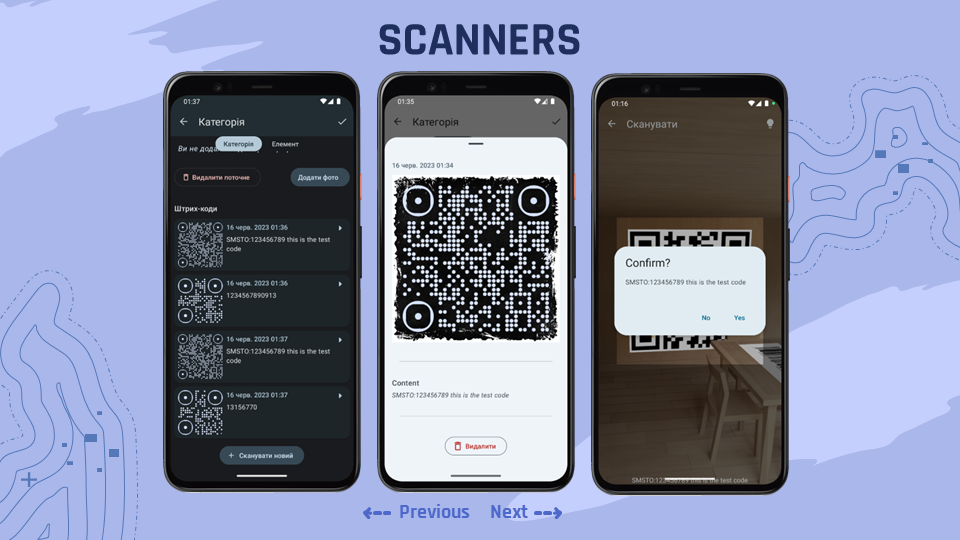 SCANNERS
01:37
Категорія
Ви не дода
Категорія
Елемент
Видалити поточне
Додати фото
Штрих-коди
16 черв. 2023 01:36
SMSTO:123456789 this is the test
code
16 черв. 2023 01:36
1234567890913
16 черв. 2023 01:37
SMSTO:123456789 this is the test
code
16 черв. 2023 01:37
13156770
+ Сканувати новий
01:35
Категорія
16 черв. 2023 01:34
Content
SMSTO:123456789 this is the test code
Видалити
01:16
Сканувати
Confirm?
SMSTO:123456789 this is the test code
No
Yes
SMSTO:123456789 this is the test code
Previous
Next